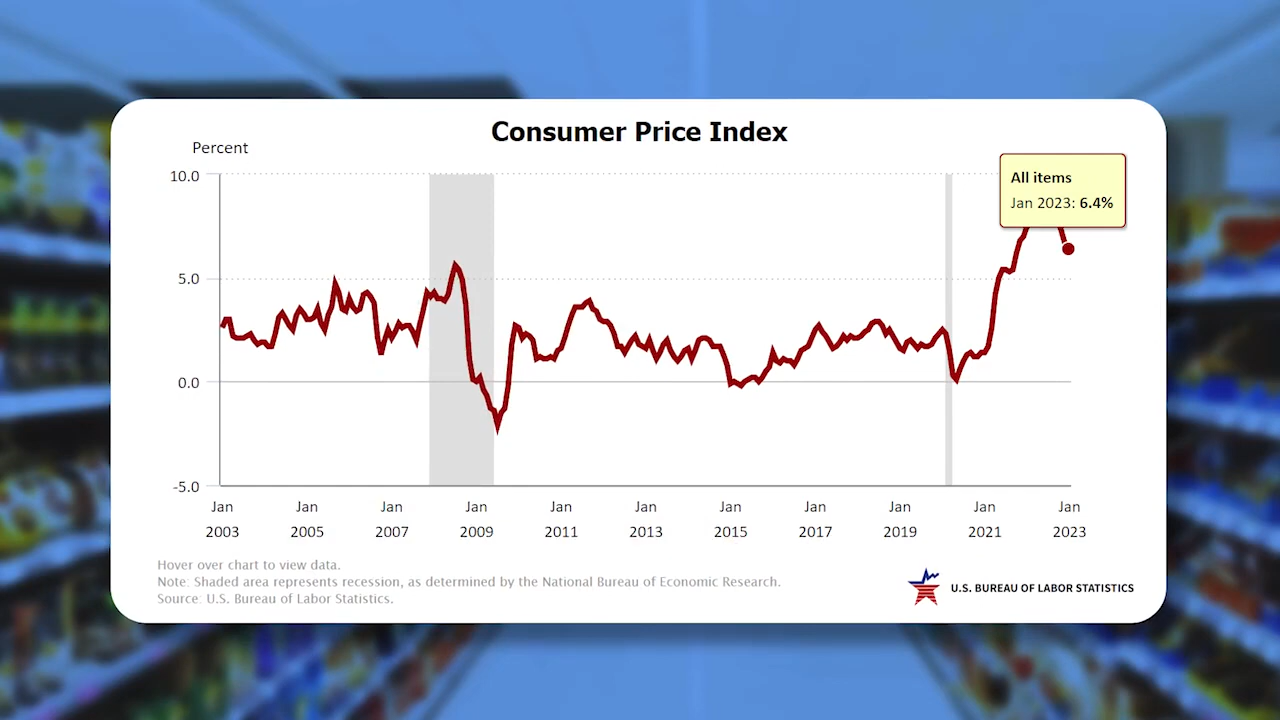 Consumer Price Index
Percent
All items
Jan 2023: 6.4%
10.0
5.0
0.0
-5.0
Jan Jan Jan Jan Jan Jan Jan Jan Jan Jan Jan
2003 2005 2007 2009 2011 2013 2015 2017 2019 2021 2023
Hover over chart to view data.
Note: Shaded area represents recession, as determined by the National Bureau of Economic Research.
Source: U.S. Bureau of Labor Statistics.
U.S. BUREAU OF LABOR STATISTICS